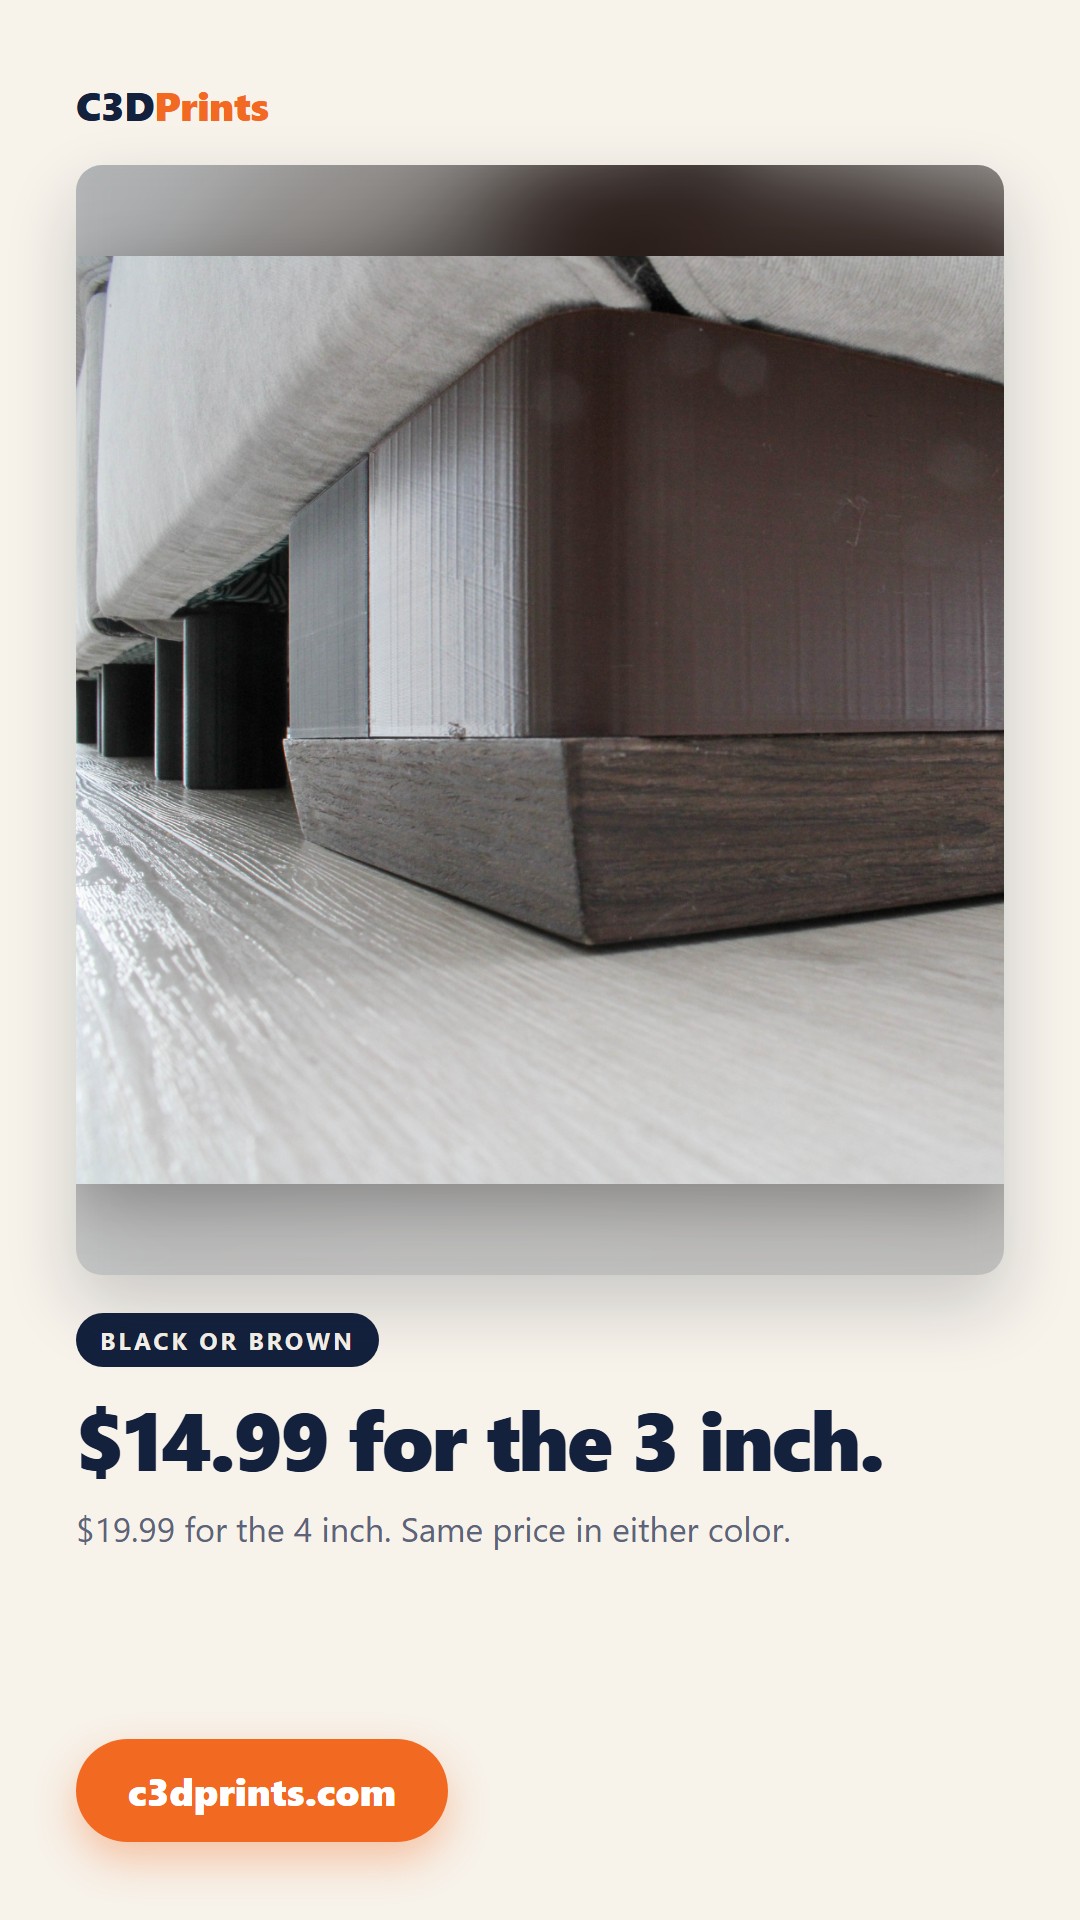 C3DPrints
BLACK OR BROWN
$14.99 for the 3 inch.
$19.99 for the 4 inch. Same price in either color.
c3dprints.com